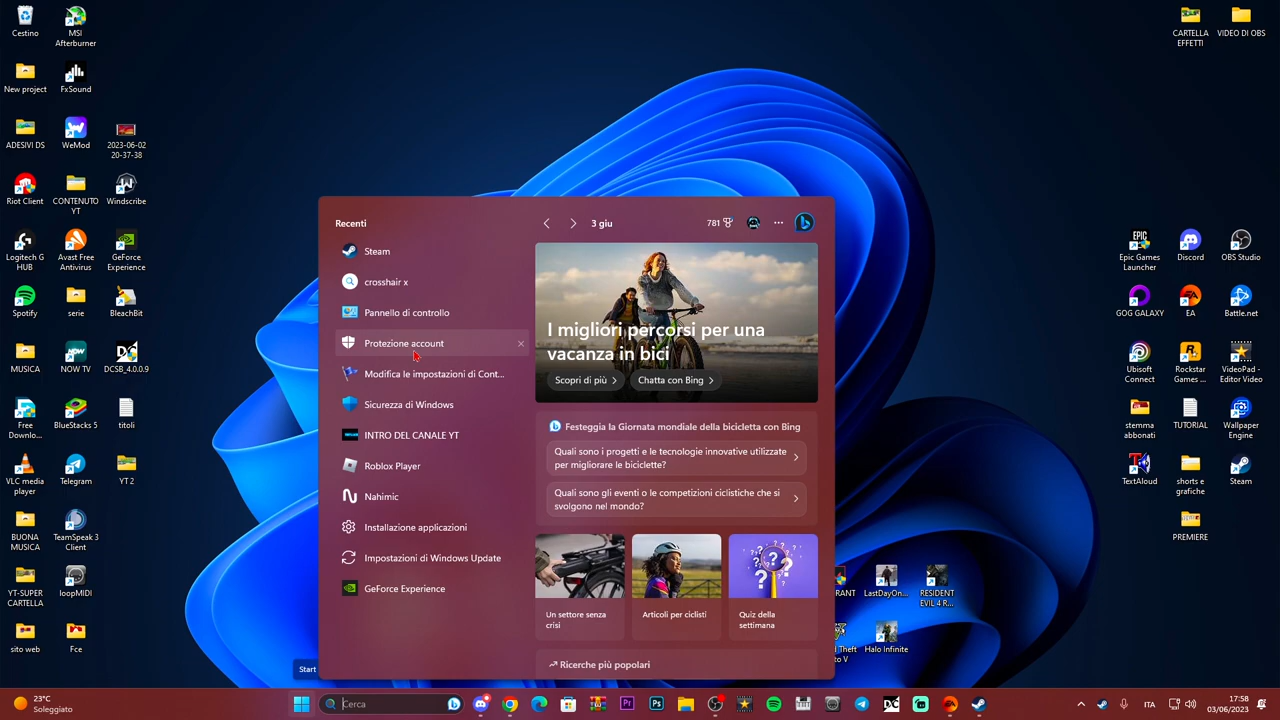 Cestino
MSI
Afterburner
CARTELLA
EFFETTI
VIDEO DI OBS
New project
FxSound
ADESIVI DS
WeMod
2023-06-02
20-37-38
Riot Client
CONTENUTO
YT
Windscribe
Logitech G
HUB
Avast Free
Antivirus
GeForce
Experience
Spotify
serie
BleachBit
MUSICA
NOW TV
DCSB_4.0.0.9
Free
Downlo...
BlueStacks 5
titoli
VLC media
player
Telegram
YT 2
BUONA
MUSICA
TeamSpeak 3
Client
YT-SUPER
CARTELLA
loopMIDI
sito web
Fce
Recenti
Steam
crosshair x
Pannello di controllo
Protezione account
Modifica le impostazioni di Cont...
Sicurezza di Windows
INTRO DEL CANALE YT
Roblox Player
Nahimic
Installazione applicazioni
Impostazioni di Windows Update
GeForce Experience
3 giu
781
I migliori percorsi per una
vacanza in bici
Scopri di più
Chatta con Bing
Festeggia la Giornata mondiale della bicicletta con Bing
Quali sono i progetti e le tecnologie innovative utilizzate
per migliorare le biciclette?
Quali sono gli eventi o le competizioni ciclistiche che si
svolgono nel mondo?
Un settore senza
crisi
Articoli per ciclisti
Quiz della
settimana
Ricerche più popolari
Epic Games
Launcher
Discord
OBS Studio
GOG GALAXY
EA
Battle.net
Ubisoft
Connect
Rockstar
Games ...
VideoPad -
Editor Video
stemma
abbonati
TUTORIAL
Wallpaper
Engine
TextAloud
shorts e
grafiche
Steam
PREMIERE
RANT
LastDayOn...
RESIDENT
EVIL 4 R...
Theft
to V
Halo Infinite
Start
23°C
Soleggiato
Cerca
ITA
17:58
03/06/2023